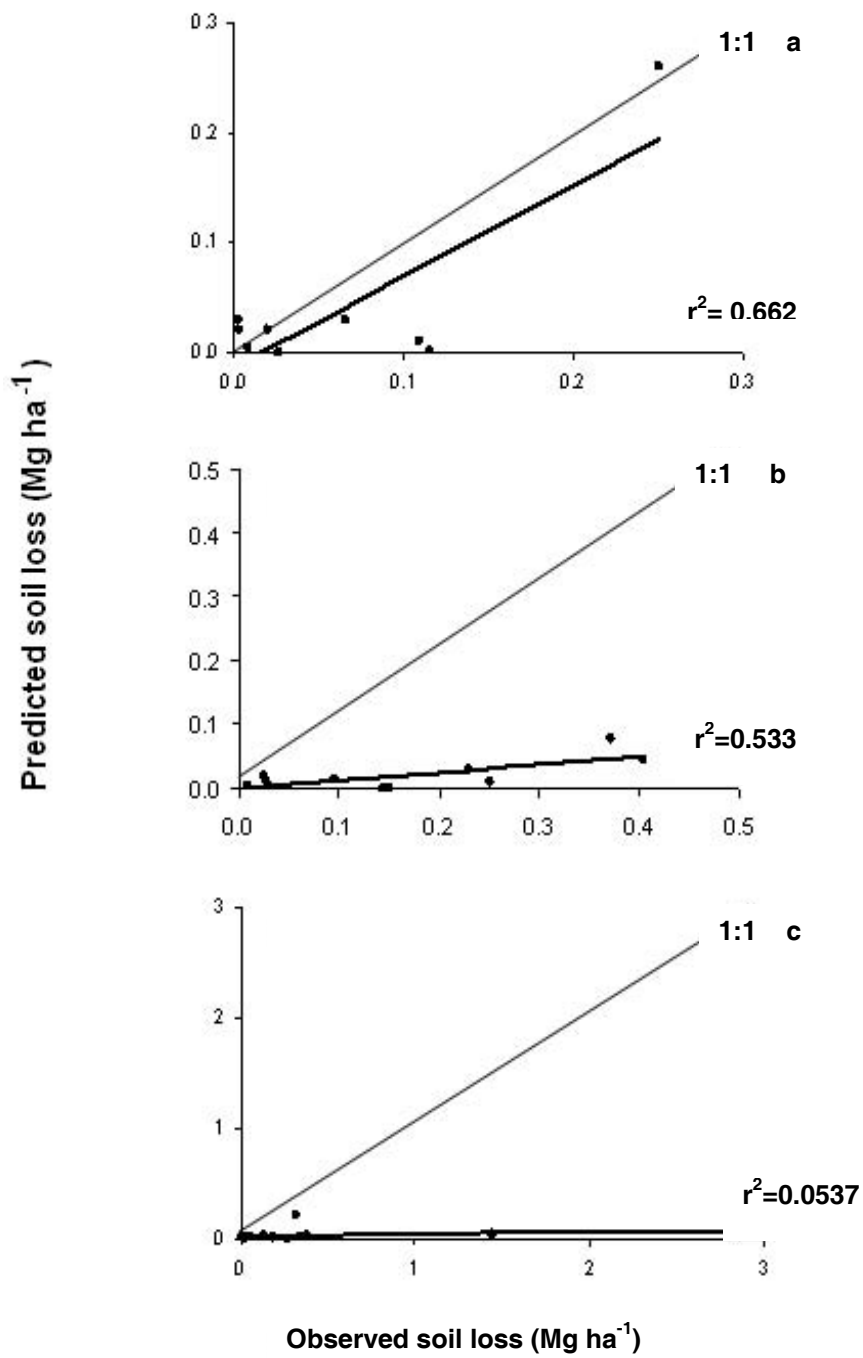 Predicted soil loss (Mg ha⁻¹)
0.3
1:1 a
0.2
0.1
r²= 0.662
0.0
0.0 0.1 0.2 0.3
0.5
1:1 b
0.4
0.3
0.2
0.1
r²=0.533
0.0
0.0 0.1 0.2 0.3 0.4 0.5
3
1:1 c
2
1
r²=0.0537
0
0 1 2 3
Observed soil loss (Mg ha⁻¹)